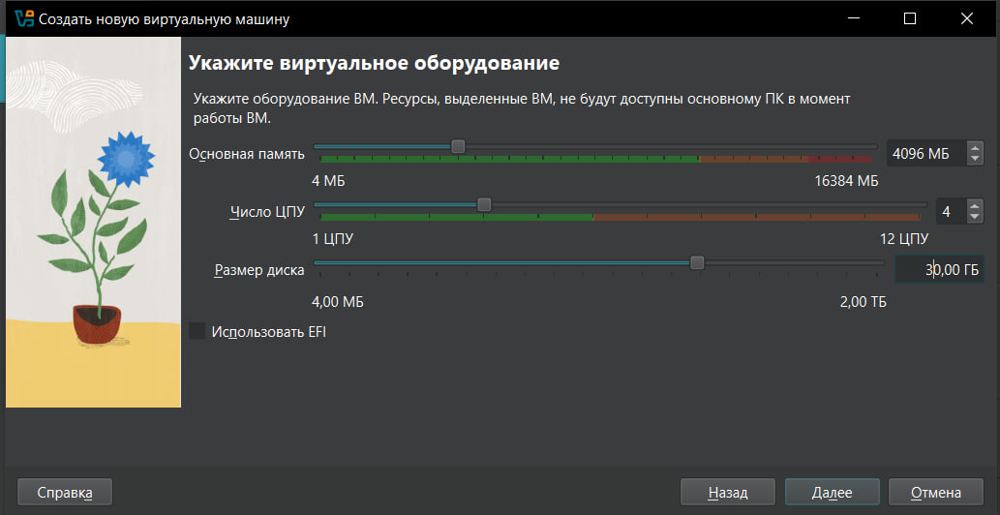 Создать новую виртуальную машину
Укажите виртуальное оборудование
Укажите оборудование ВМ. Ресурсы, выделенные ВМ, не будут доступны основному ПК в момент
работы ВМ.
Основная память
4096 МБ
4 МБ
16384 МБ
Число ЦПУ
4
1 ЦПУ
12 ЦПУ
Размер диска
30,00 ГБ
4,00 МБ
2,00 ТБ
Использовать EFI
Справка
Назад
Далее
Отмена